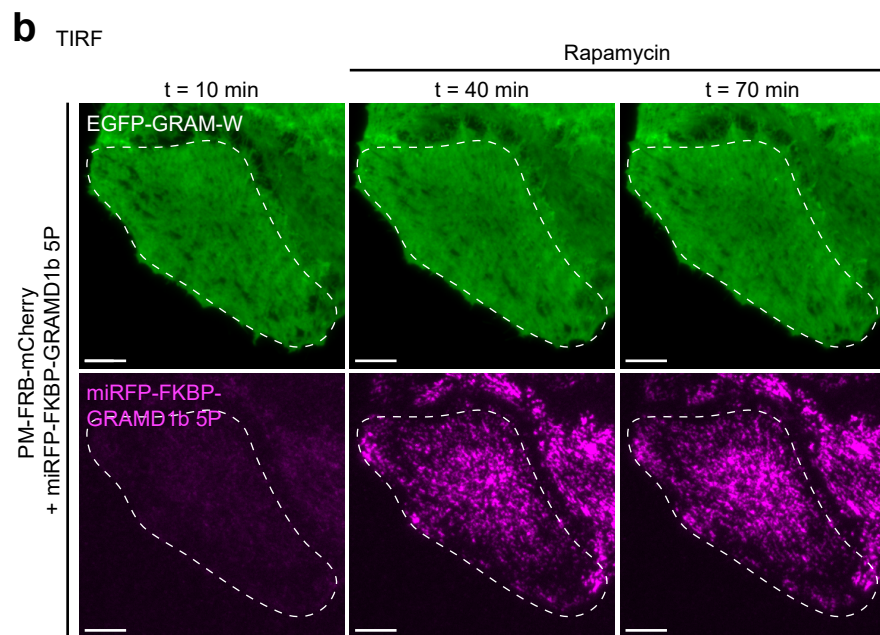 b
TIRF
Rapamycin
t = 10 min
t = 40 min
t = 70 min
EGFP-GRAM-W
PM-FRB-mCherry
+ miRFP-FKBP-GRAMD1b 5P
miRFP-FKBP-
GRAMD1b 5P